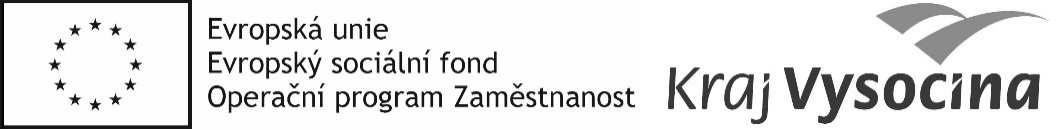 Evropská unie
Evropský sociální fond
Operační program Zaměstnanost
Kraj Vysočina